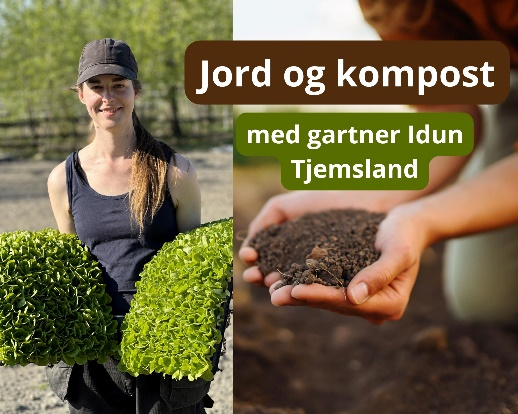 Jord og kompost
med gartner Idun
Tjemsland